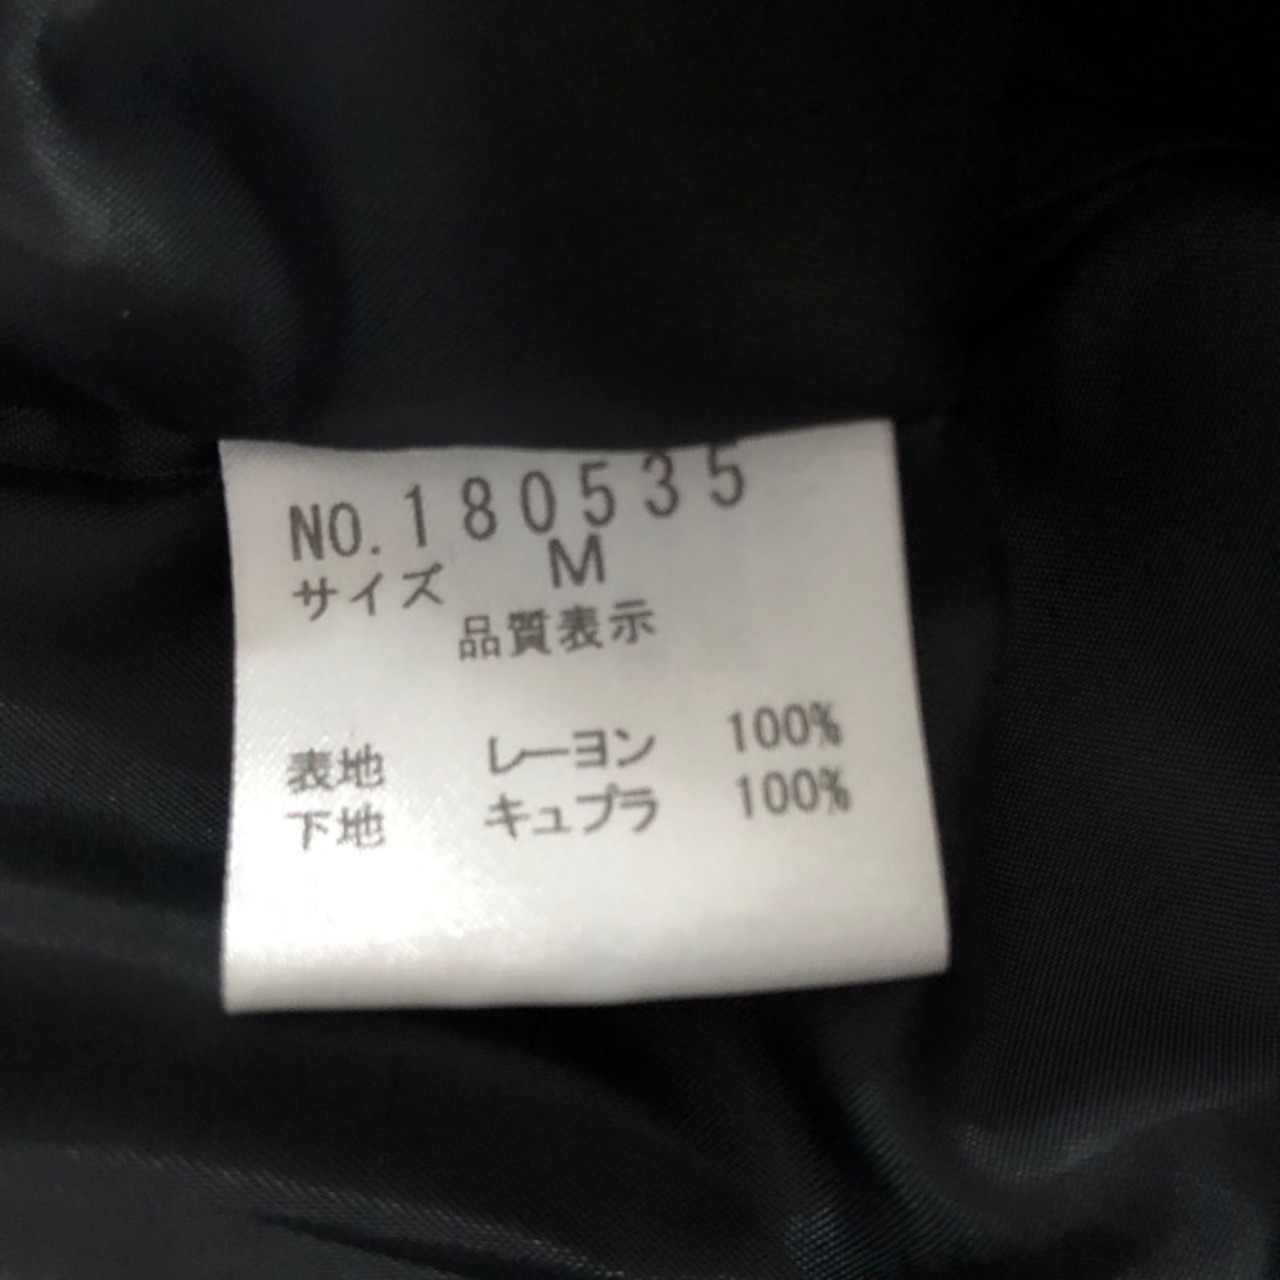 NO.180535
サイズ M
品質表示
表地 レーヨン 100%
下地 キュプラ 100%